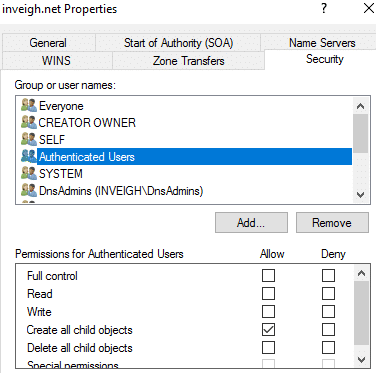 inveigh.net Properties ? ×
General Start of Authority (SOA) Name Servers
WINS Zone Transfers Security
Group or user names:
Everyone
CREATOR OWNER
SELF
Authenticated Users
SYSTEM
DnsAdmins (INVEIGH\DnsAdmins)
Add... Remove
Permissions for Authenticated Users Allow Deny
Full control
Read
Write
Create all child objects
Delete all child objects
Special permissions